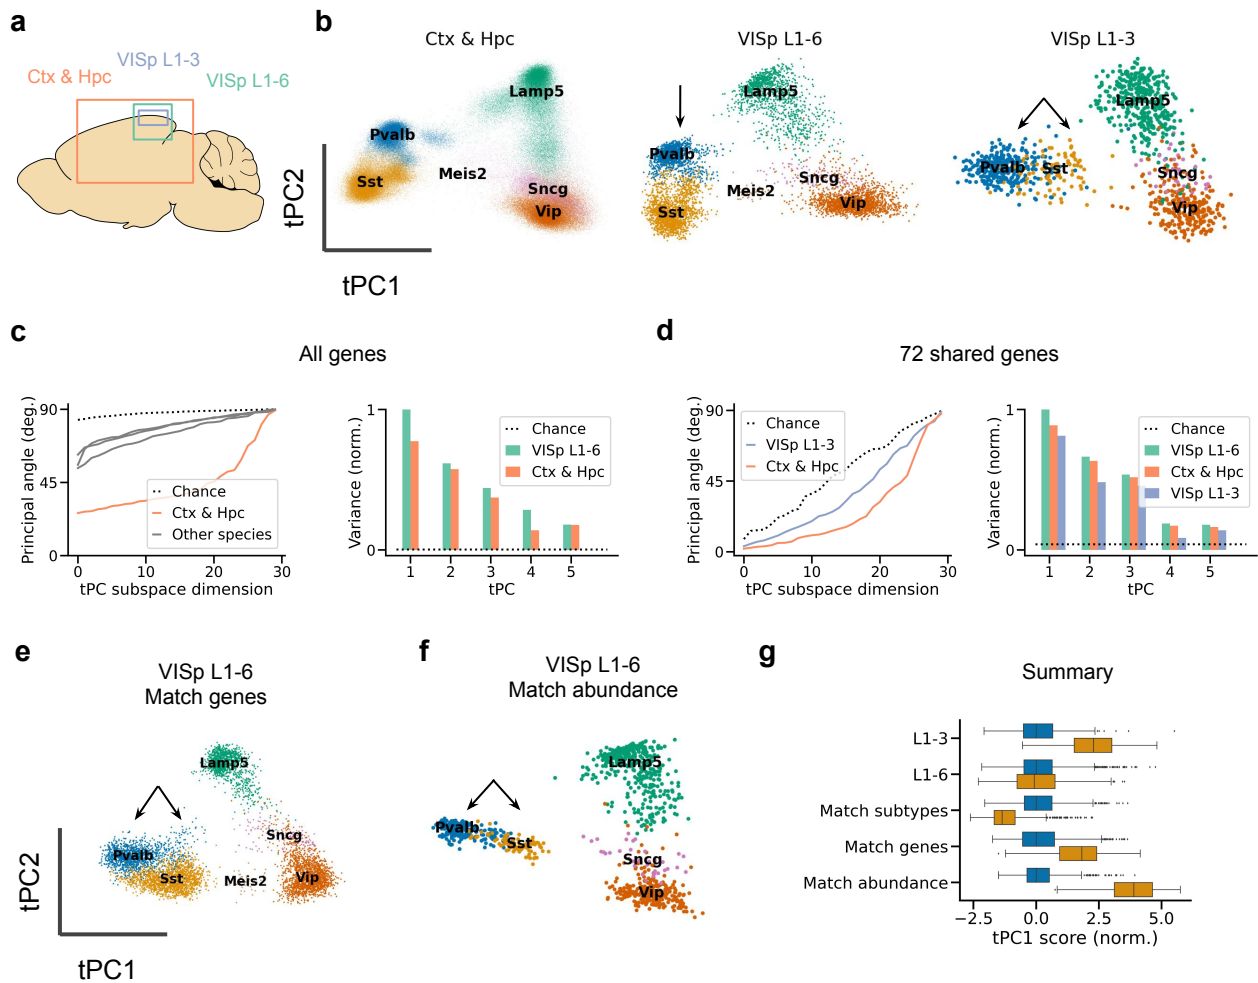 a
VISp L1-3
Ctx & Hpc
VISp L1-6
b
Ctx & Hpc
VISp L1-6
VISp L1-3
Lamp5
Pvalb
Sst
Meis2
Sncg
Vip
tPC2
tPC1
Lamp5
Pvalb
Sst
Meis2
Sncg
Vip
Lamp5
Pvalb
Sst
Sncg
Vip
c
All genes
Principal angle (deg.)
90
45
0
0
10
20
30
tPC subspace dimension
Chance
Ctx & Hpc
Other species
Variance (norm.)
1
0
1
2
3
4
5
tPC
Chance
VISp L1-6
Ctx & Hpc
d
72 shared genes
Principal angle (deg.)
90
45
0
0
10
20
30
tPC subspace dimension
Chance
VISp L1-3
Ctx & Hpc
Variance (norm.)
1
0
1
2
3
4
5
tPC
Chance
VISp L1-6
Ctx & Hpc
VISp L1-3
e
VISp L1-6
Match genes
Lamp5
Sncg
Pvalb
Sst
Meis2
Vip
tPC2
tPC1
f
VISp L1-6
Match abundance
Lamp5
Pvalb
Sst
Sncg
Vip
g
Summary
L1-3
L1-6
Match subtypes
Match genes
Match abundance
−2.5
0.0
2.5
5.0
tPC1 score (norm.)